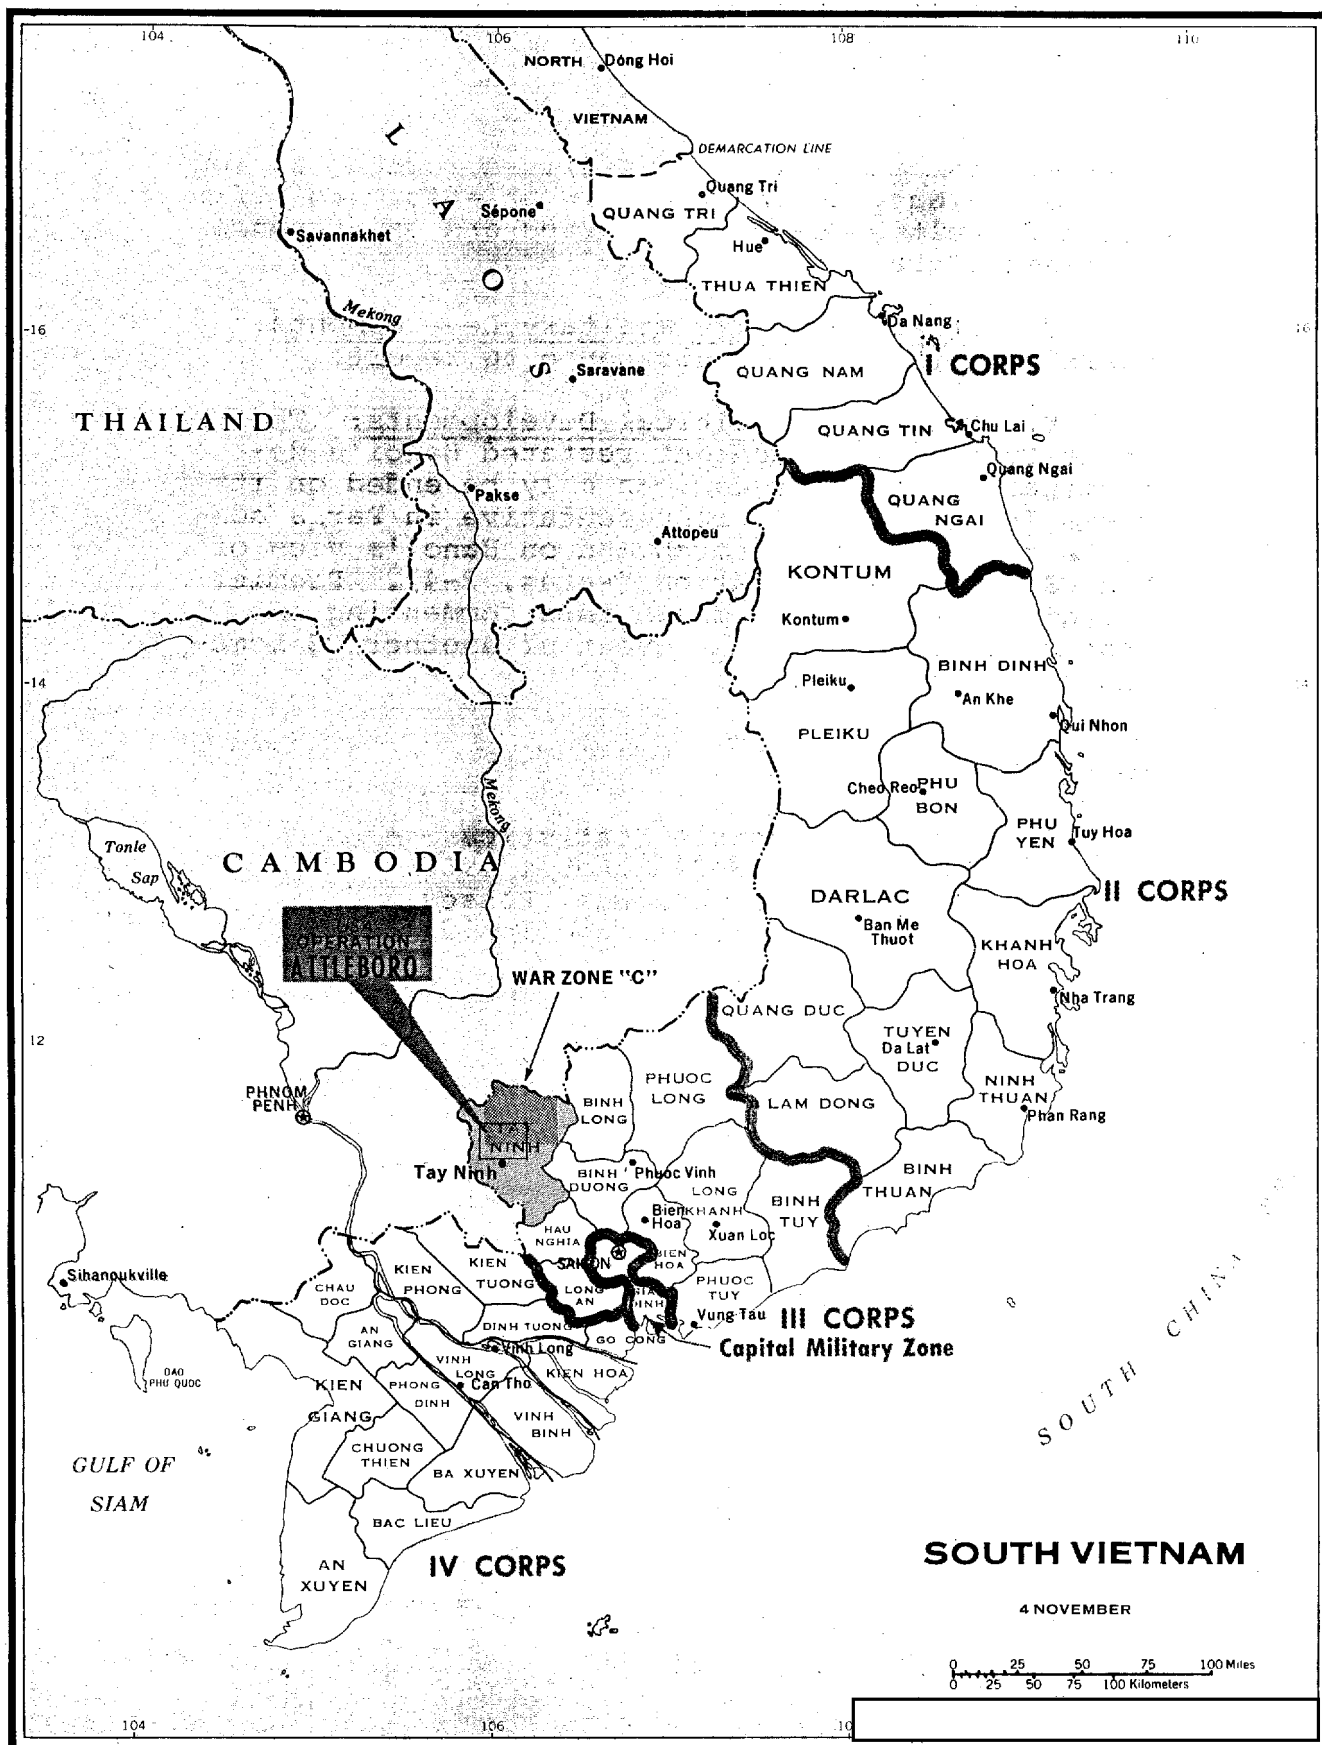 104
106
108
110
NORTH
Dong Hoi
VIETNAM
DEMARCATION LINE
L
A
O
S
Quang Tri
QUANG TRI
Sépone
Savannakhet
Hue
THUA THIEN
Mekong
-16
16
Da Nang
I CORPS
QUANG NAM
Saravane
THAILAND
QUANG TIN
Chu Lai
Quang Ngai
QUANG
NGAI
Pakse
Attopeu
KONTUM
Kontum
BINH DINH
-14
Pleiku
An Khe
Qui Nhon
PLEIKU
Mekong
Cheo Reo
PHU
BON
PHU
YEN
Tuy Hoa
Tonle
Sap
CAMBODIA
DARLAC
II CORPS
Ban Me
Thuot
KHANH
HOA
OPERATION
ATTLEBORO
WAR ZONE "C"
Nha Trang
QUANG DUC
12
TUYEN
Da Lat
DUC
PHUOC
LONG
NINH
THUAN
PHNOM
PENH
BINH
LONG
LAM DONG
Phan Rang
NINH
Tay Ninh
BINH
DUONG
Phuoc Vinh
LONG
KHANH
BINH
THUAN
BINH
TUY
Bien
Hoa
Xuan Loc
HAU
NGHIA
SAIGON
BIEN
HOA
KIEN
TUONG
KIEN
PHONG
PHUOC
TUY
Sihanoukville
CHAU
DOC
LONG
AN
GIA
DINH
Vung Tau
III CORPS
Capital Military Zone
DINH TUONG
GO CONG
AN
GIANG
Vinh Long
VINH
LONG
KIEN HOA
DAO
PHU QUOC
KIEN
GIANG
PHONG
DINH
Can Tho
VINH
BINH
CHUONG
THIEN
BA XUYEN
GULF OF
SIAM
SOUTH CHINA
BAC LIEU
AN
XUYEN
IV CORPS
SOUTH VIETNAM
4 NOVEMBER
0 25 50 75 100 Miles
0 25 50 75 100 Kilometers
104
106